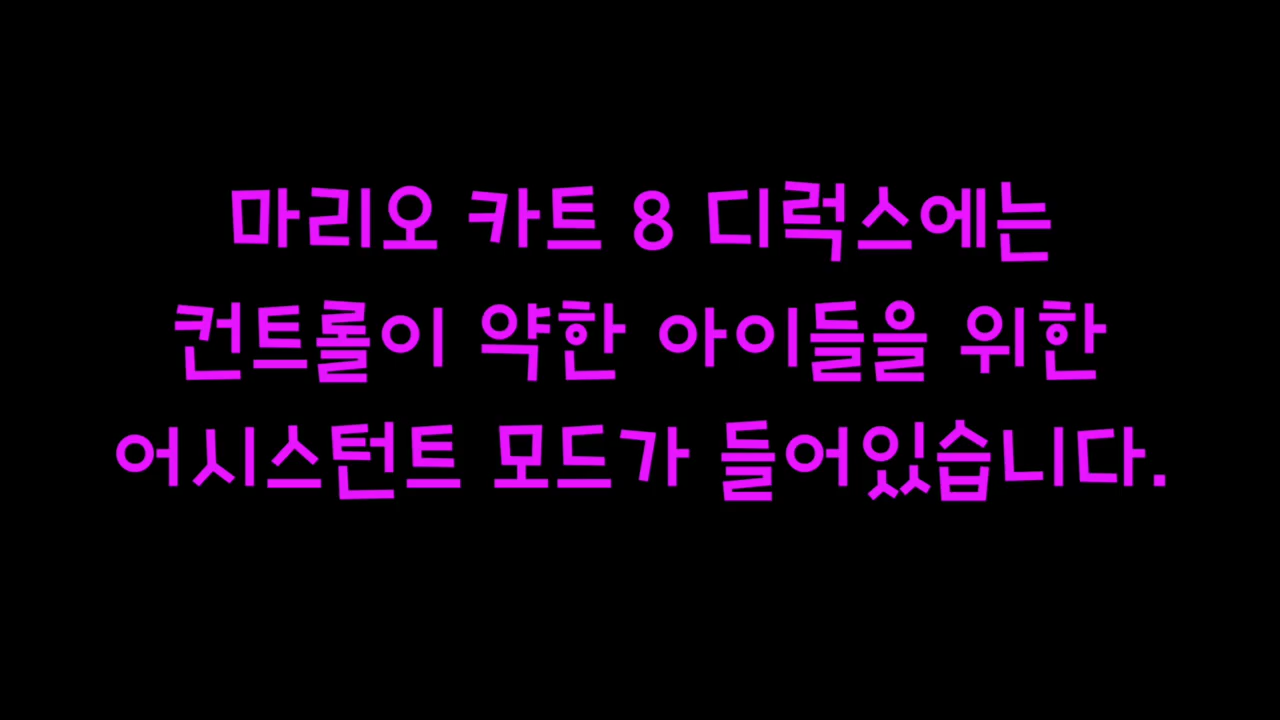 마리오 카트 8 디럭스에는
컨트롤이 약한 아이들을 위한
어시스턴트 모드가 들어있습니다.